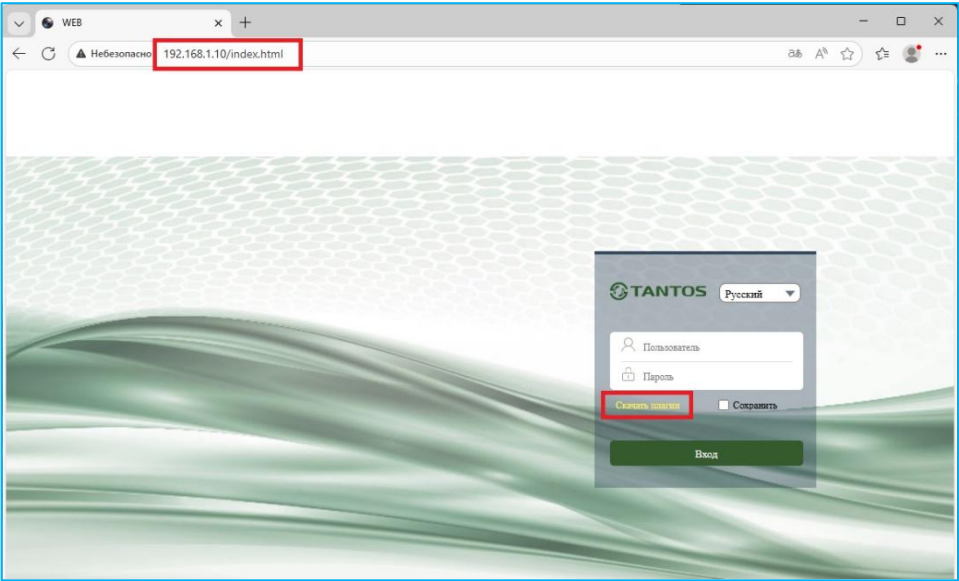 WEB
Небезопасно 192.168.1.10/index.html
TANTOS Русский
Пользователь
Пароль
Скачать плагин Сохранить
Вход